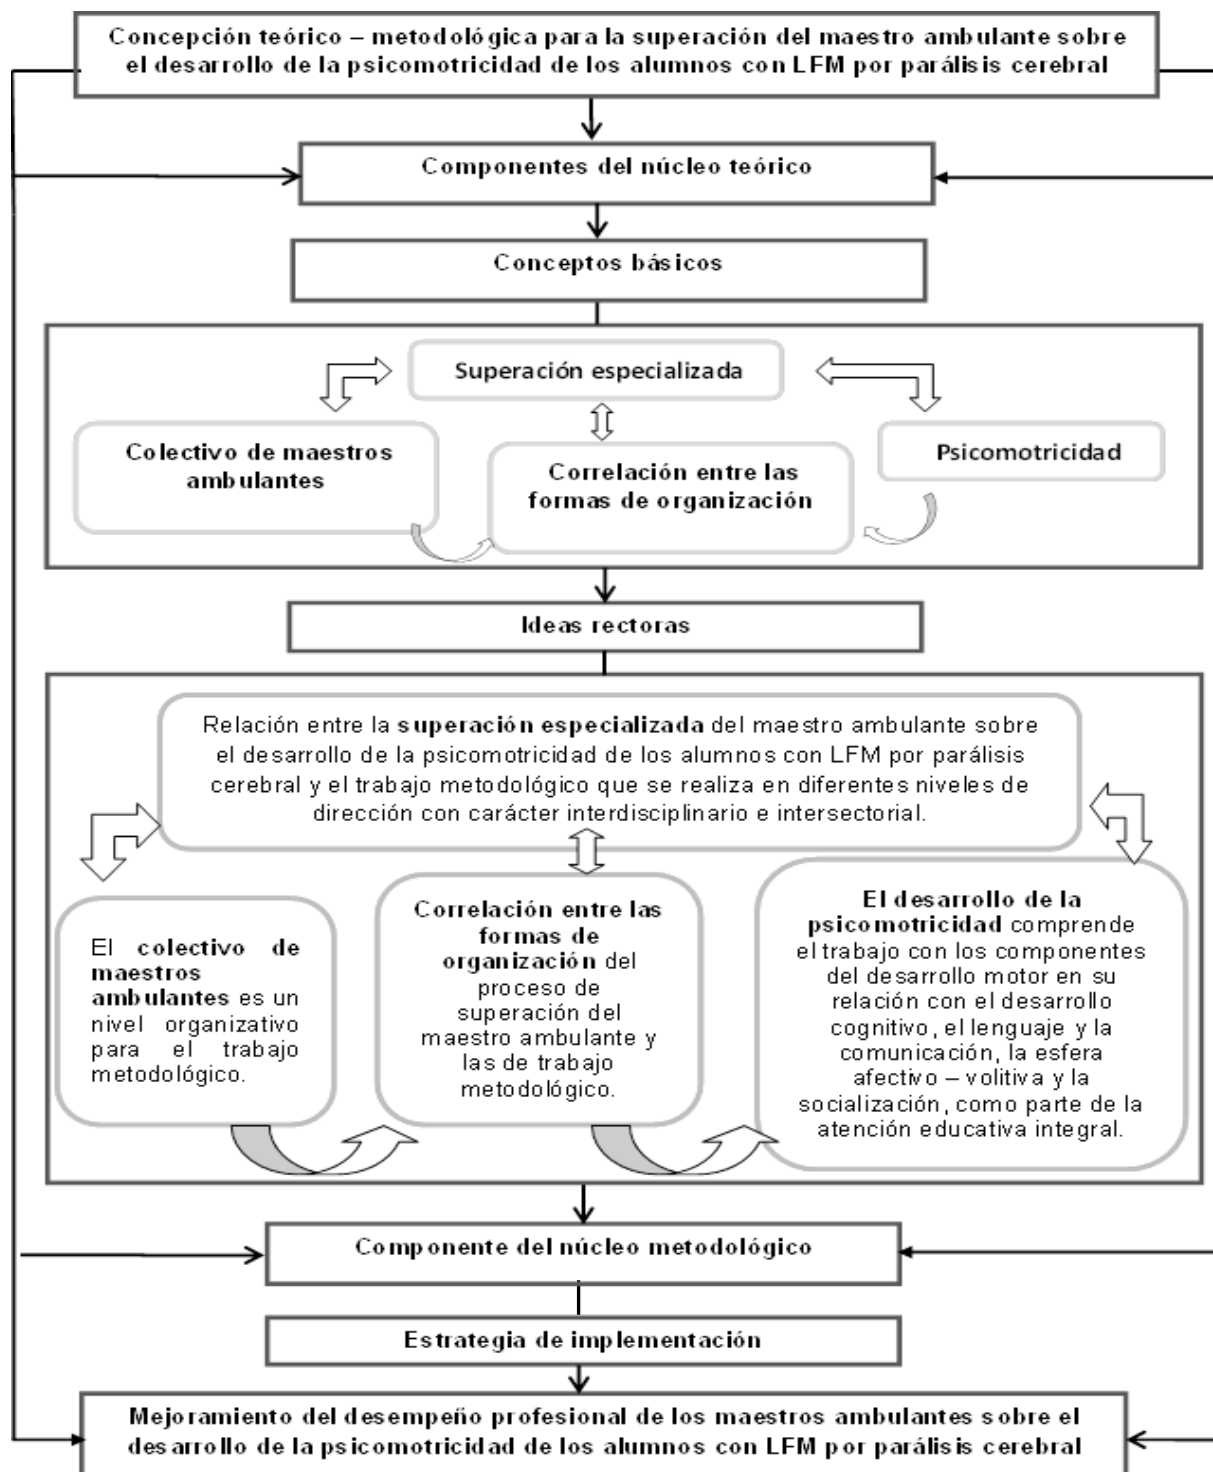 Concepción teórico – metodológica para la superación del maestro ambulante sobre
el desarrollo de la psicomotricidad de los alumnos con LFM por parálisis cerebral
Componentes del núcleo teórico
Conceptos básicos
Superación especializada
Colectivo de maestros
ambulantes
Correlación entre las
formas de organización
Psicomotricidad
Ideas rectoras
Relación entre la superación especializada del maestro ambulante sobre
el desarrollo de la psicomotricidad de los alumnos con LFM por parálisis
cerebral y el trabajo metodológico que se realiza en diferentes niveles de
dirección con carácter interdisciplinario e intersectorial.
El colectivo de
maestros
ambulantes es un
nivel organizativo
para el trabajo
metodológico.
Correlación entre las
formas de
organización del
proceso de
superación del
maestro ambulante y
las de trabajo
metodológico.
El desarrollo de la
psicomotricidad comprende
el trabajo con los componentes
del desarrollo motor en su
relación con el desarrollo
cognitivo, el lenguaje y la
comunicación, la esfera
afectivo – volitiva y la
socialización, como parte de la
atención educativa integral.
Componente del núcleo metodológico
Estrategia de implementación
Mejoramiento del desempeño profesional de los maestros ambulantes sobre el
desarrollo de la psicomotricidad de los alumnos con LFM por parálisis cerebral